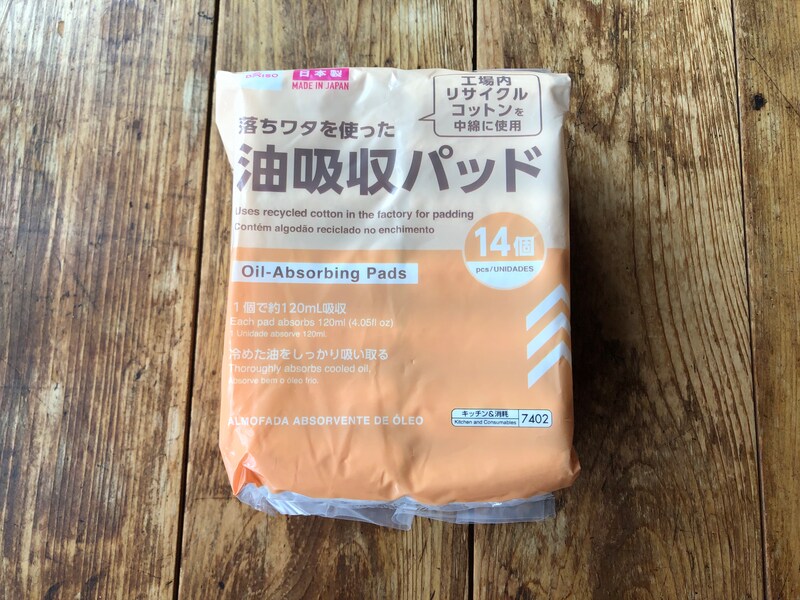 DAISO
日本製
MADE IN JAPAN
工場内
リサイクル
コットンを
中綿に使用
落ちワタを使った
油吸収パッド
Uses recycled cotton in the factory for padding
Contém algodão reciclado no enchimento
14個
pcs/UNIDADES
Oil-Absorbing Pads
1個で約120mL吸収
Each pad absorbs 120ml (4.05fl oz)
1 Unidade absorve 120ml.
冷めた油をしっかり吸い取る
Thoroughly absorbs cooled oil.
Absorve bem o óleo frio.
ALMOFADA ABSORVENTE DE ÓLEO
キッチン&消耗
Kitchen and Consumables
7402